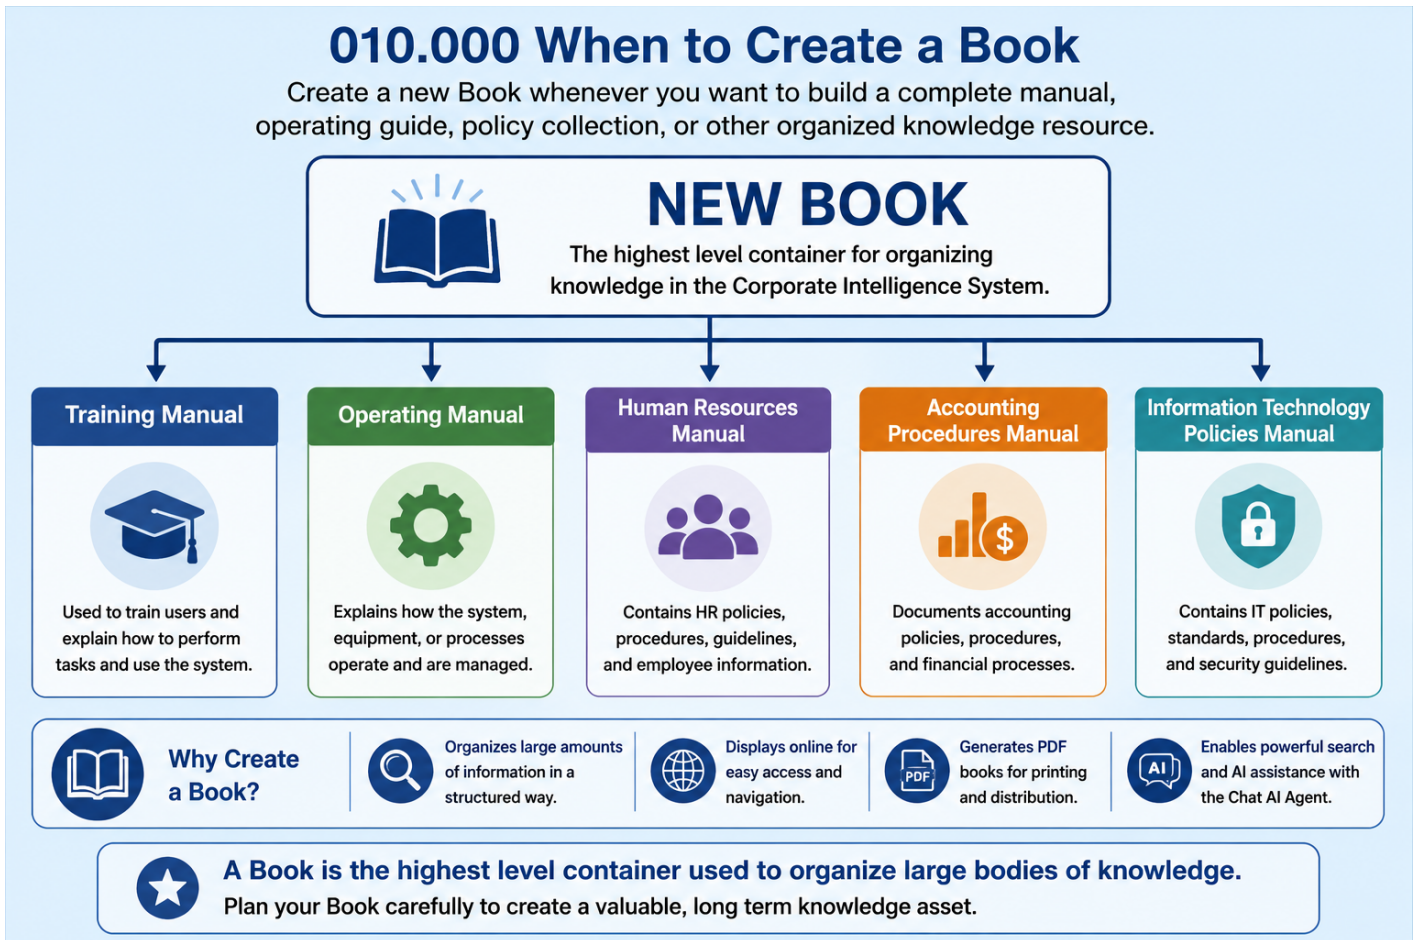 010.000 When to Create a Book
Create a new Book whenever you want to build a complete manual,
operating guide, policy collection, or other organized knowledge resource.
NEW BOOK
The highest level container for organizing
knowledge in the Corporate Intelligence System.
Training Manual
Used to train users and
explain how to perform
tasks and use the system.
Operating Manual
Explains how the system,
equipment, or processes
operate and are managed.
Human Resources
Manual
Contains HR policies,
procedures, guidelines,
and employee information.
Accounting
Procedures Manual
$
Documents accounting
policies, procedures,
and financial processes.
Information Technology
Policies Manual
Contains IT policies,
standards, procedures,
and security guidelines.
Why Create
a Book?
Organizes large amounts
of information in a
structured way.
Displays online for
easy access and
navigation.
PDF
Generates PDF
books for printing
and distribution.
AI
Enables powerful search
and AI assistance with
the Chat AI Agent.
A Book is the highest level container used to organize large bodies of knowledge.
Plan your Book carefully to create a valuable, long term knowledge asset.